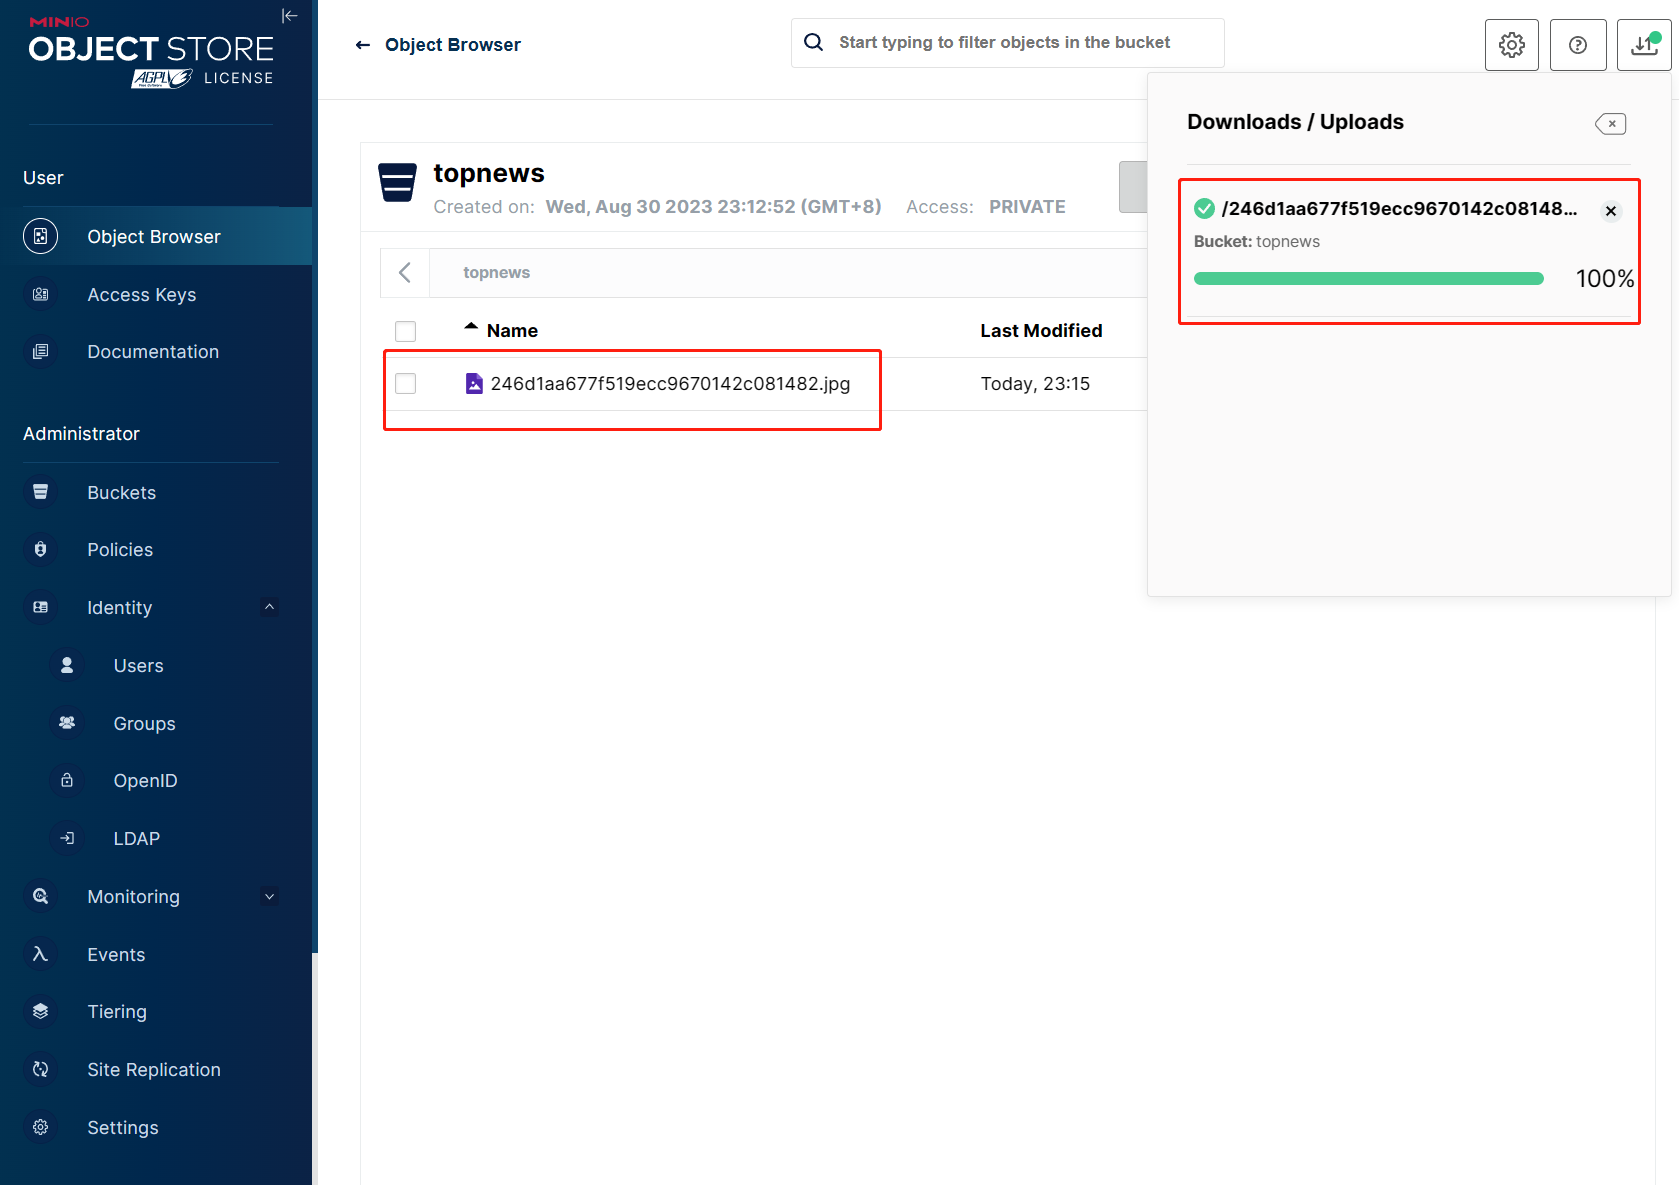 MINIO
OBJECT STORE
AGPL LICENSE
User
Object Browser
Access Keys
Documentation
Administrator
Buckets
Policies
Identity
Users
Groups
OpenID
LDAP
Monitoring
Events
Tiering
Site Replication
Settings
Object Browser
Start typing to filter objects in the bucket
topnews
Created on: Wed, Aug 30 2023 23:12:52 (GMT+8) Access: PRIVATE
topnews
Name Last Modified
246d1aa677f519ecc9670142c081482.jpg Today, 23:15
Downloads / Uploads
/246d1aa677f519ecc9670142c08148...
Bucket: topnews
100%